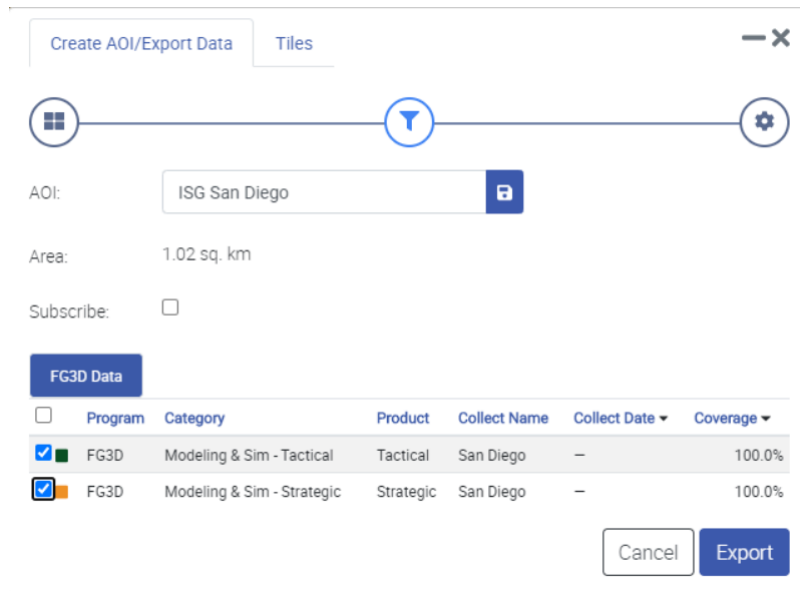 Create AOI/Export Data Tiles
AOI: ISG San Diego
Area: 1.02 sq. km
Subscribe:
FG3D Data
Program Category Product Collect Name Collect Date Coverage
FG3D Modeling & Sim - Tactical Tactical San Diego – 100.0%
FG3D Modeling & Sim - Strategic Strategic San Diego – 100.0%
Cancel Export